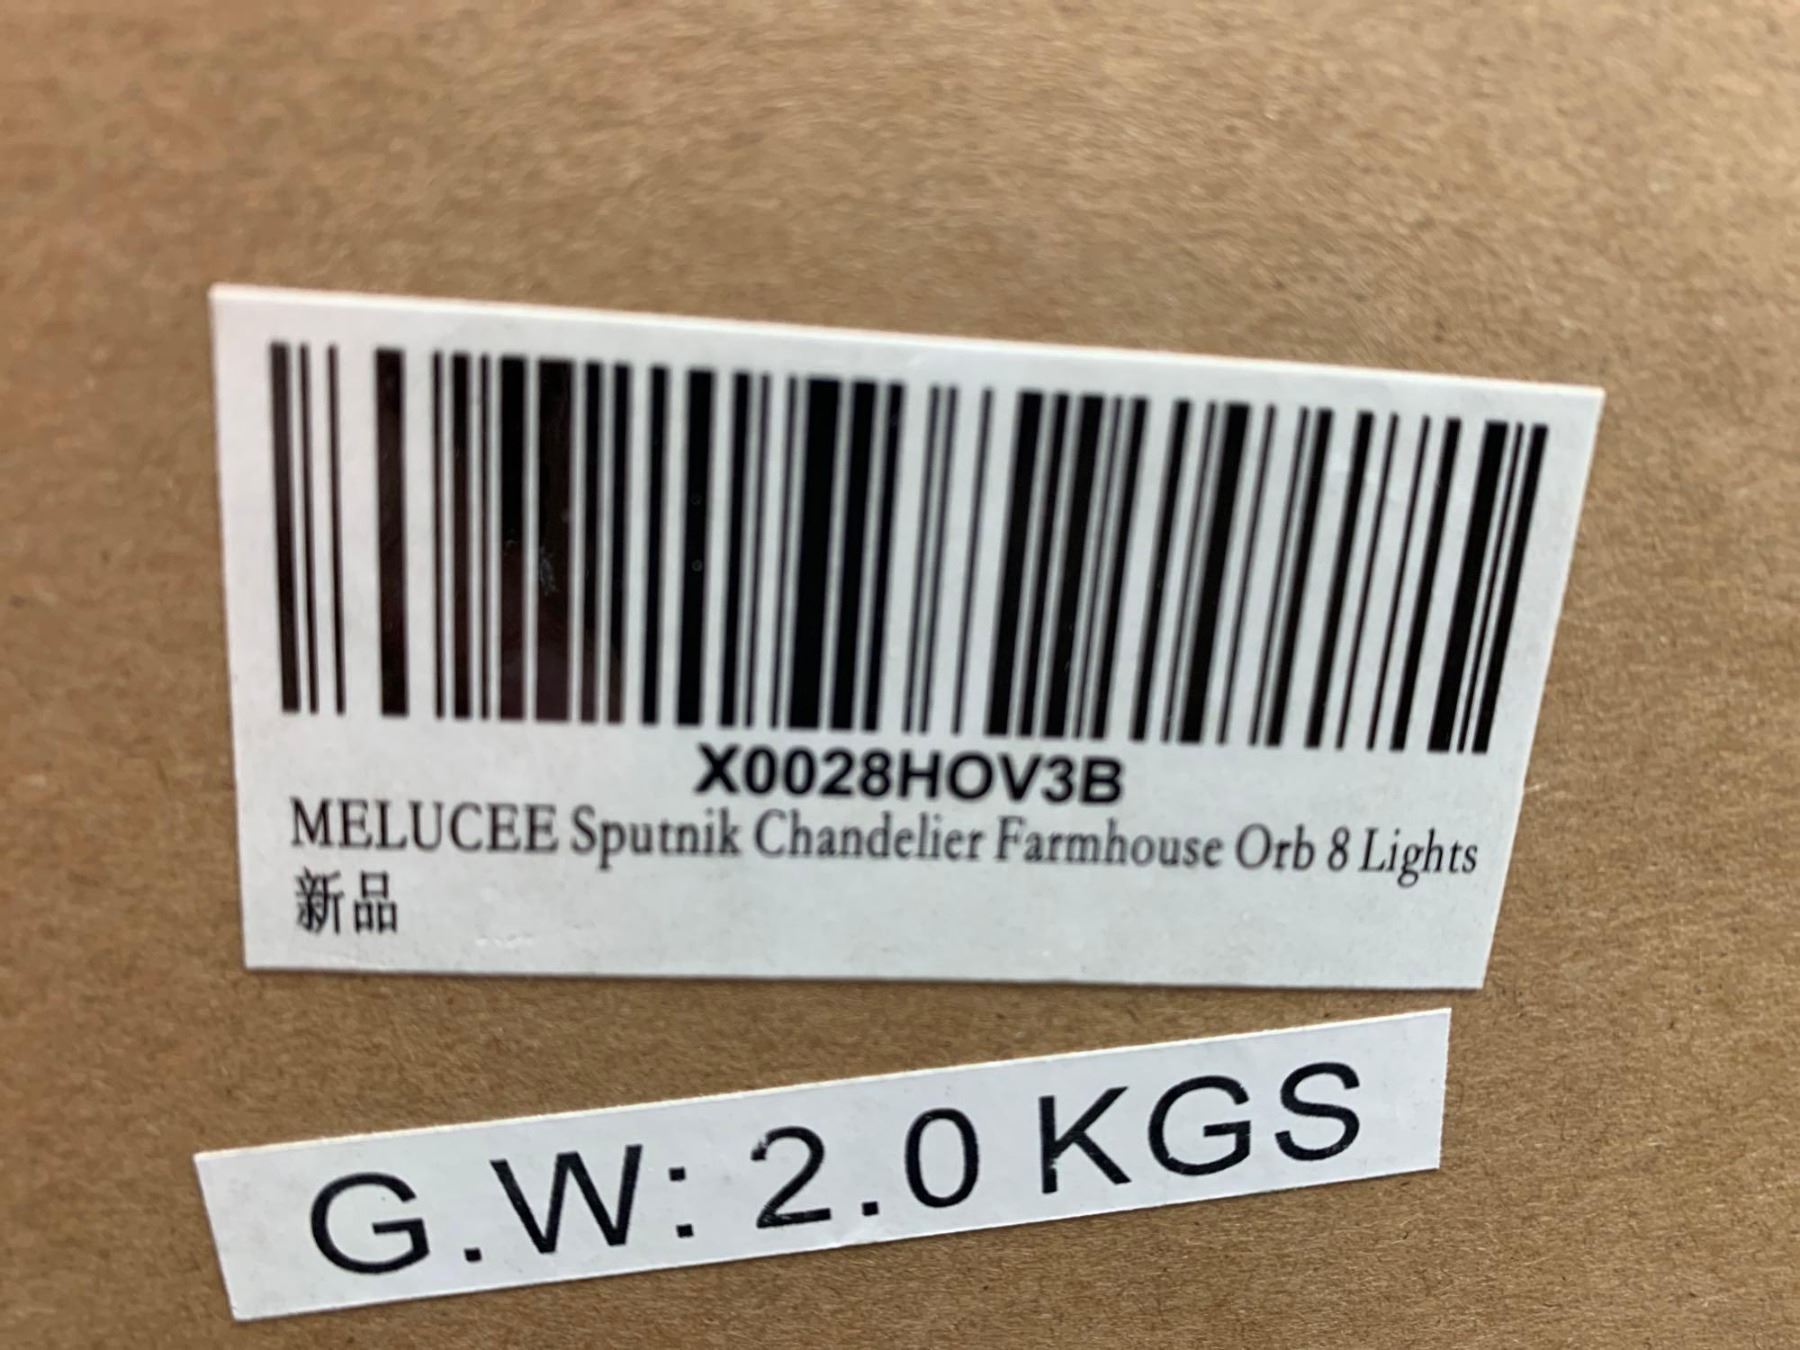 X0028HOV3B
MELUCEE Sputnik Chandelier Farmhouse Orb 8 Lights
新品
G.W: 2.0 KGS